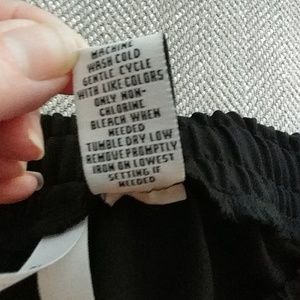 MACHINE
WASH COLD
GENTLE CYCLE
WITH LIKE COLORS
ONLY NON-
CHLORINE
BLEACH WHEN
NEEDED
TUMBLE DRY LOW
REMOVE PROMPTLY
IRON ON LOWEST
SETTING IF
NEEDED